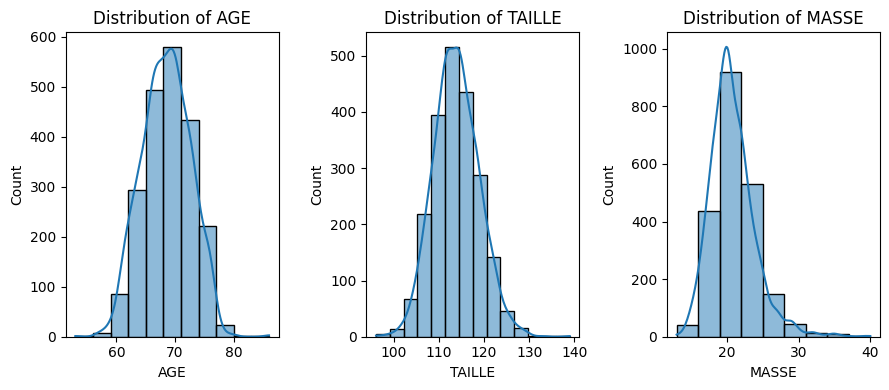 Distribution of AGE
Count
600
500
400
300
200
100
0
60 70 80
AGE
Distribution of TAILLE
Count
500
400
300
200
100
0
100 110 120 130 140
TAILLE
Distribution of MASSE
Count
1000
800
600
400
200
0
20 30 40
MASSE